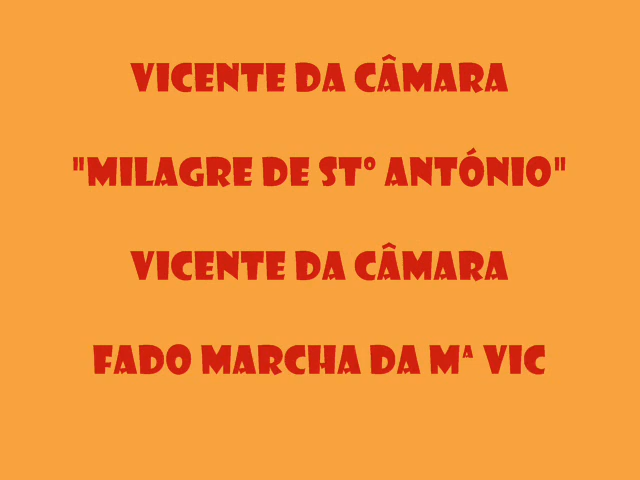 VICENTE DA CÂMARA
"MILAGRE DE STº ANTÓNIO"
VICENTE DA CÂMARA
FADO MARCHA DA Mª VIC